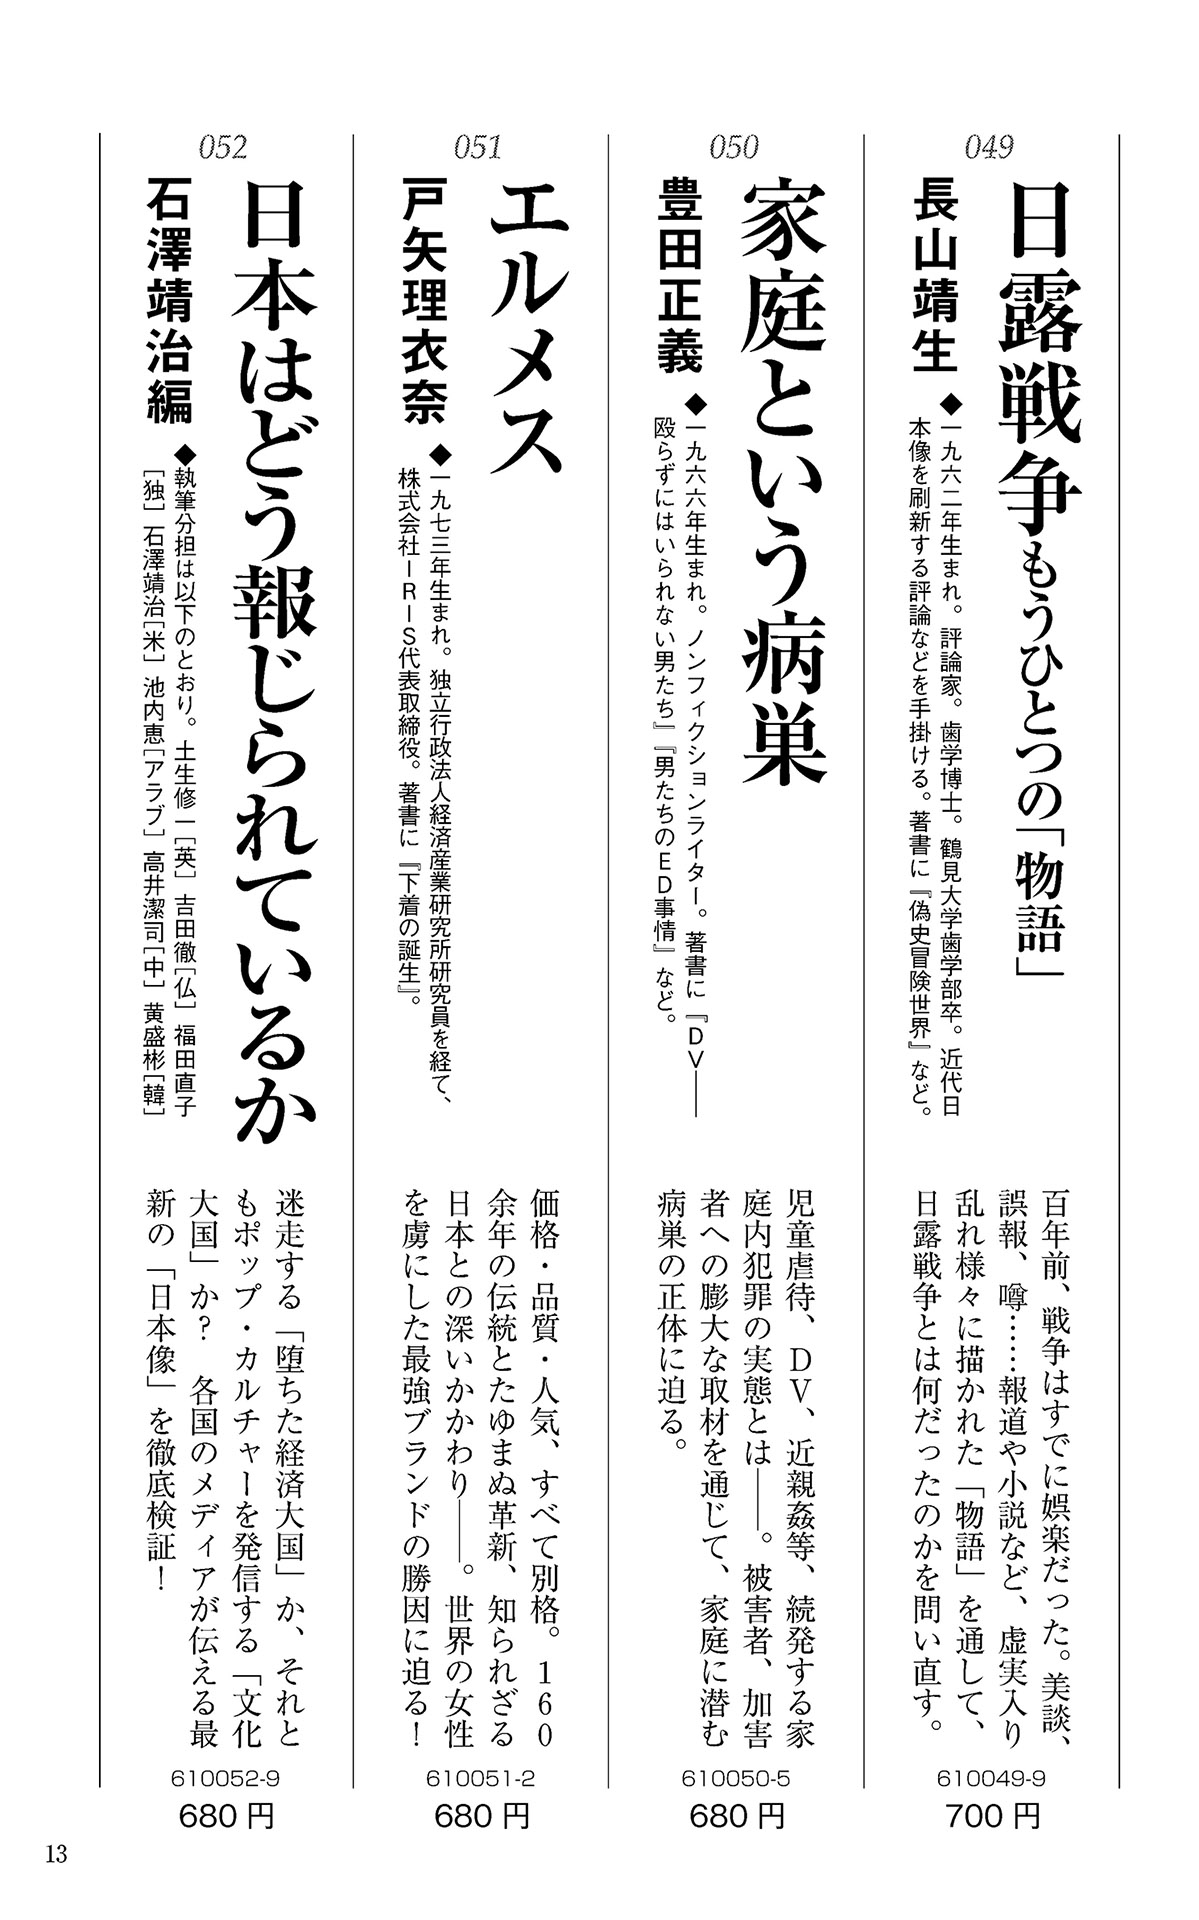 049
日露戦争もうひとつの「物語」
長山靖生
◆一九六二年生まれ。評論家。歯学博士。鶴見大学歯学部卒。近代日
本像を刷新する評論などを手掛ける。著書に『偽史冒険世界』など。
百年前、戦争はすでに娯楽だった。美談、
誤報、噂……報道や小説など、虚実入り
乱れ様々に描かれた「物語」を通して、
日露戦争とは何だったのかを問い直す。
610049-9
700円
050
家庭という病巣
豊田正義
◆一九六六年生まれ。ノンフィクションライター。著書に『DV――
殴らずにはいられない男たち』『男たちのED事情』など。
児童虐待、DV、近親姦等、続発する家
庭内犯罪の実態とは――。被害者、加害
者への膨大な取材を通じて、家庭に潜む
病巣の正体に迫る。
610050-5
680円
051
エルメス
戸矢理衣奈
◆一九七三年生まれ。独立行政法人経済産業研究所研究員を経て、
株式会社IRIS代表取締役。著書に『下着の誕生』。
価格・品質・人気、すべて別格。160
余年の伝統とたゆまぬ革新、知られざる
日本との深いかかわり――。世界の女性
を虜にした最強ブランドの勝因に迫る！
610051-2
680円
052
日本はどう報じられているか
石澤靖治編
◆執筆分担は以下のとおり。土生修一［英］吉田徹［仏］福田直子
［独］石澤靖治［米］池内恵［アラブ］高井潔司［中］黄盛彬［韓］
迷走する「堕ちた経済大国」か、それと
もポップ・カルチャーを発信する「文化
大国」か？　各国のメディアが伝える最
新の「日本像」を徹底検証！
610052-9
680円
13